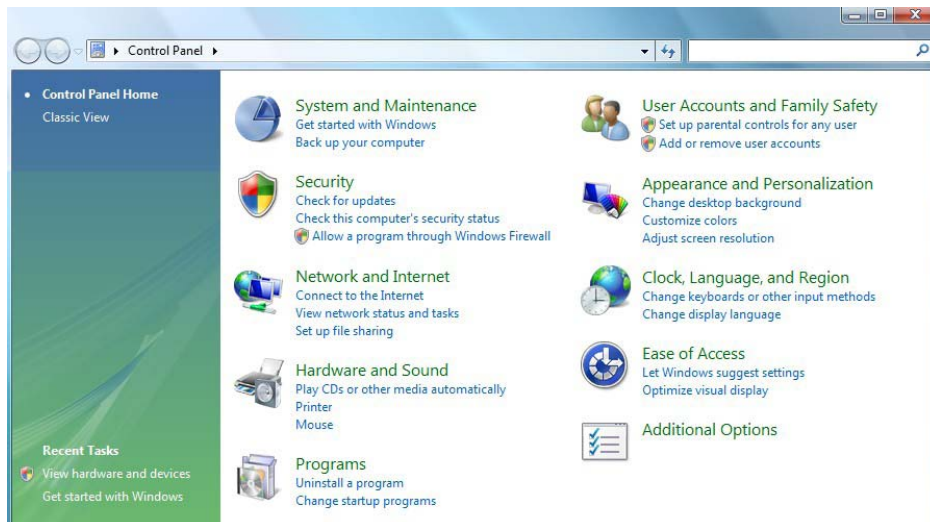 Control Panel
Control Panel Home
Classic View
Recent Tasks
View hardware and devices
Get started with Windows
System and Maintenance
Get started with Windows
Back up your computer
Security
Check for updates
Check this computer's security status
Allow a program through Windows Firewall
Network and Internet
Connect to the Internet
View network status and tasks
Set up file sharing
Hardware and Sound
Play CDs or other media automatically
Printer
Mouse
Programs
Uninstall a program
Change startup programs
User Accounts and Family Safety
Set up parental controls for any user
Add or remove user accounts
Appearance and Personalization
Change desktop background
Customize colors
Adjust screen resolution
Clock, Language, and Region
Change keyboards or other input methods
Change display language
Ease of Access
Let Windows suggest settings
Optimize visual display
Additional Options